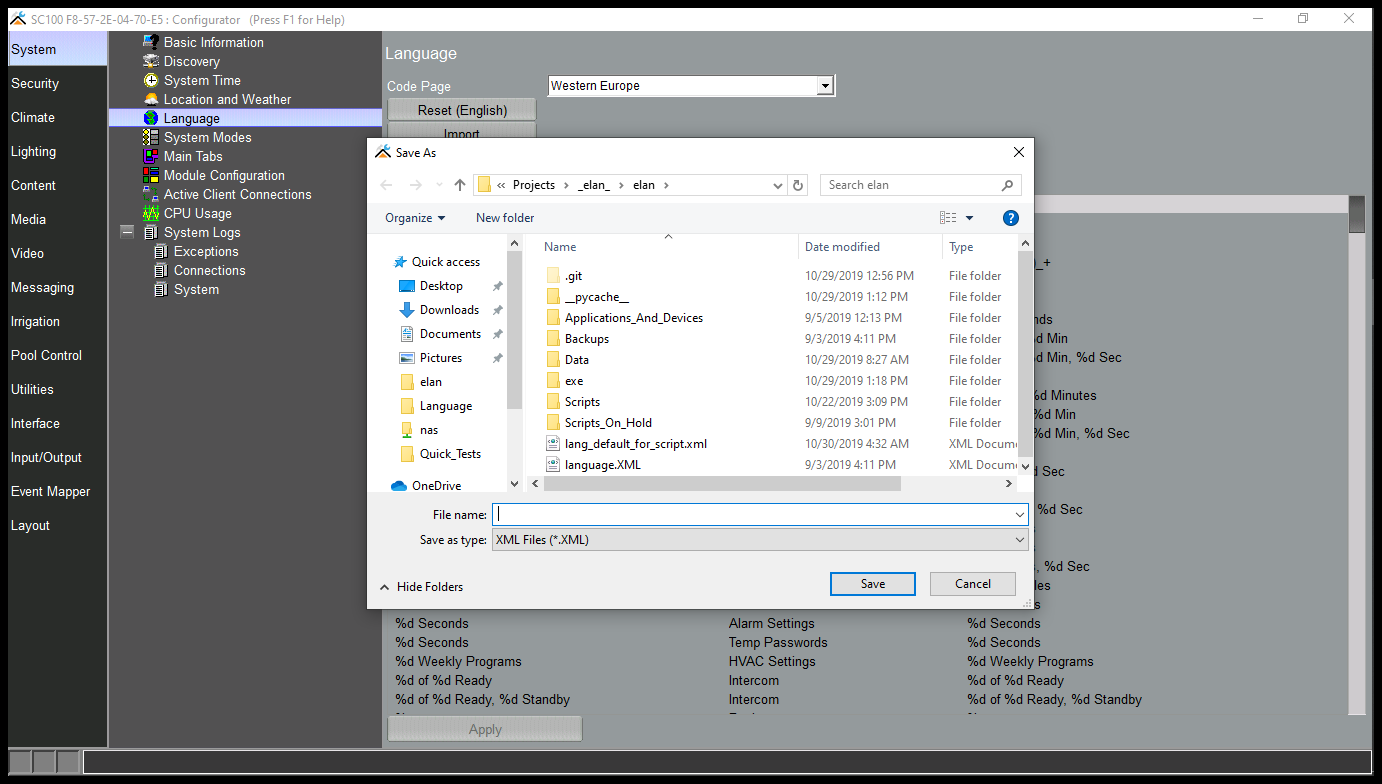 SC100 F8-57-2E-04-70-E5 : Configurator (Press F1 for Help)
System
Security
Climate
Lighting
Content
Media
Video
Messaging
Irrigation
Pool Control
Utilities
Interface
Input/Output
Event Mapper
Layout
Basic Information
Discovery
System Time
Location and Weather
Language
System Modes
Main Tabs
Module Configuration
Active Client Connections
CPU Usage
System Logs
Exceptions
Connections
System
Language
Code Page Western Europe
Reset (English)
Import
Save As
« Projects › _elan_ › elan ›
Search elan
Organize New folder
Quick access
Desktop
Downloads
Documents
Pictures
elan
Language
nas
Quick_Tests
OneDrive
Name Date modified Type
.git 10/29/2019 12:56 PM File folder
__pycache__ 10/29/2019 1:12 PM File folder
Applications_And_Devices 9/5/2019 12:13 PM File folder
Backups 9/3/2019 4:11 PM File folder
Data 10/29/2019 8:27 AM File folder
exe 10/29/2019 1:18 PM File folder
Scripts 10/22/2019 3:09 PM File folder
Scripts_On_Hold 9/9/2019 3:01 PM File folder
lang_default_for_script.xml 10/30/2019 4:32 AM XML Docum
language.XML 9/3/2019 4:11 PM XML Docum
File name:
Save as type: XML Files (*.XML)
Hide Folders
Save Cancel
_+
nds
d Min
d Min, %d Sec
%d Minutes
%d Min
%d Min, %d Sec
d Sec
%d Sec
, %d Sec
les
s
%d Seconds Alarm Settings %d Seconds
%d Seconds Temp Passwords %d Seconds
%d Weekly Programs HVAC Settings %d Weekly Programs
%d of %d Ready Intercom %d of %d Ready
%d of %d Ready, %d Standby Intercom %d of %d Ready, %d Standby
Apply